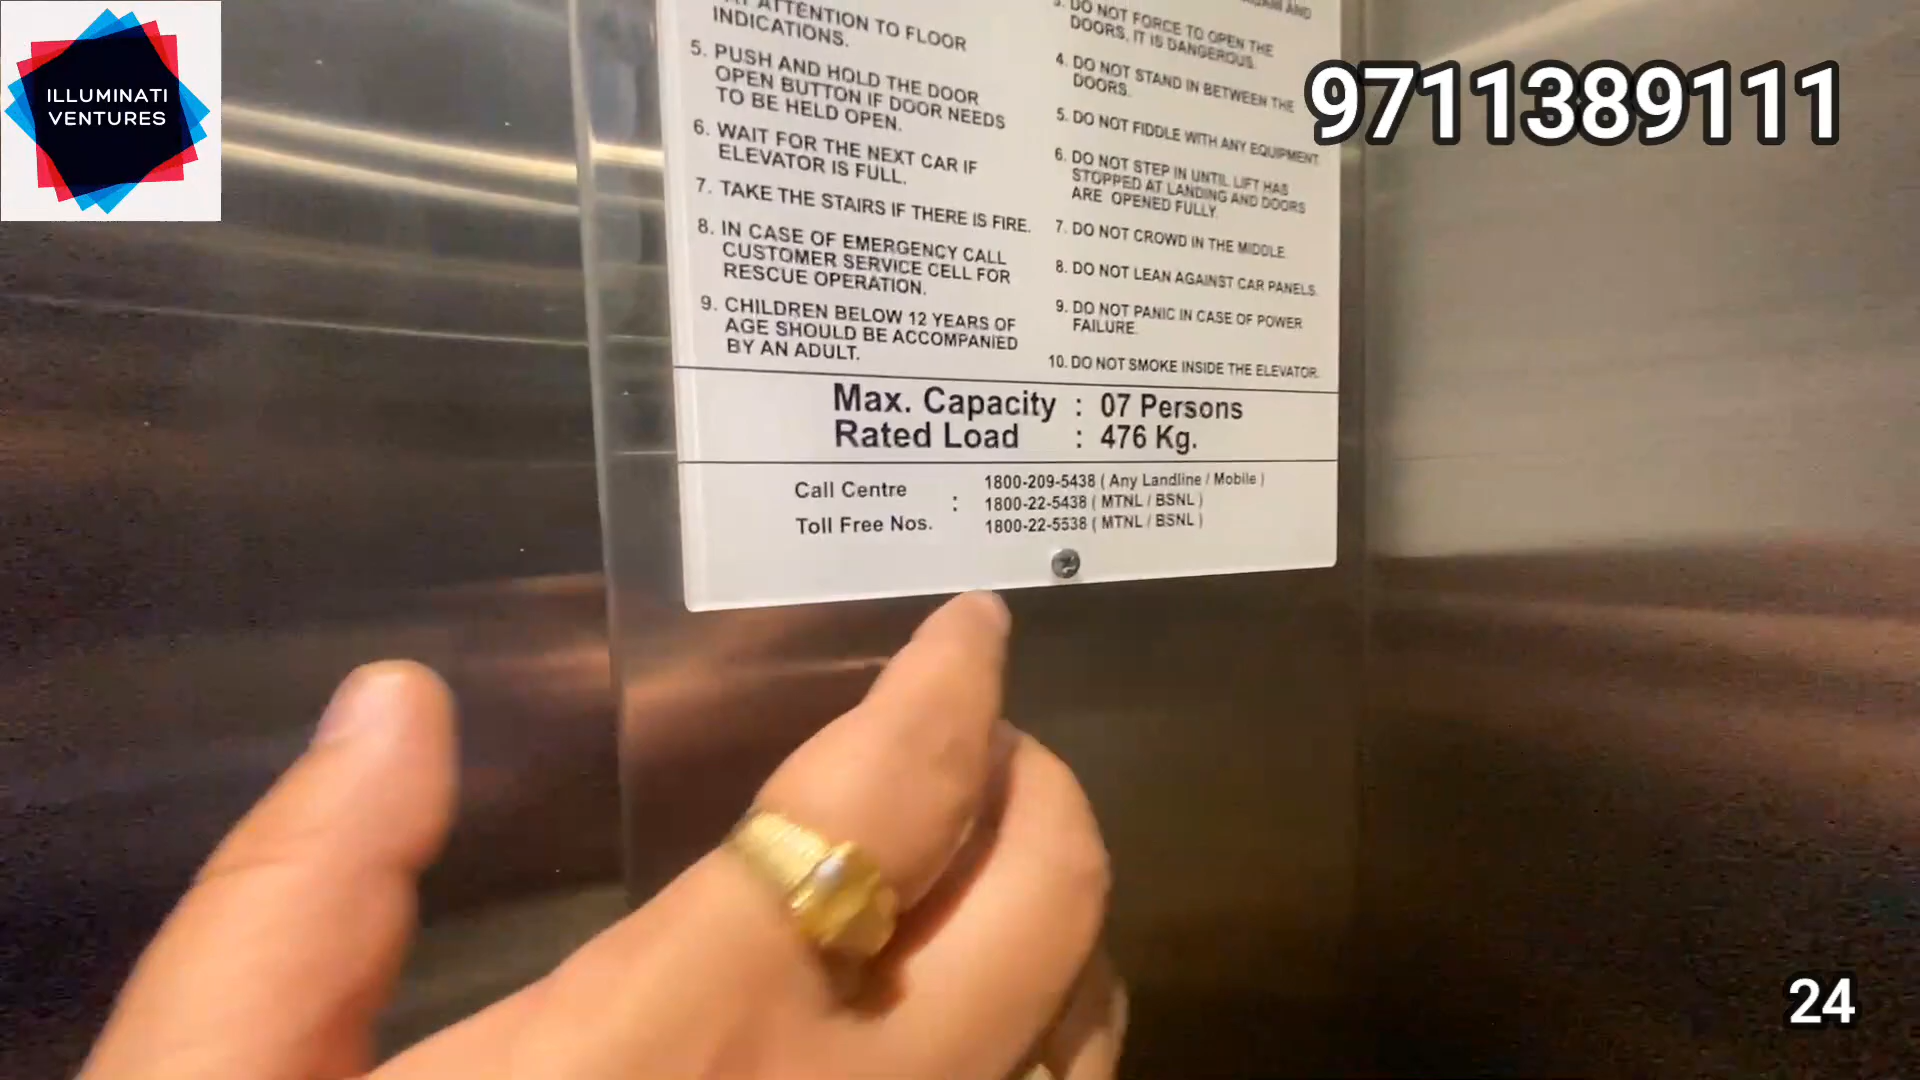 ILLUMINATI
VENTURES
9711389111
ATTENTION TO FLOOR
INDICATIONS.
5. PUSH AND HOLD THE DOOR
OPEN BUTTON IF DOOR NEEDS
TO BE HELD OPEN.
6. WAIT FOR THE NEXT CAR IF
ELEVATOR IS FULL.
7. TAKE THE STAIRS IF THERE IS FIRE.
8. IN CASE OF EMERGENCY CALL
CUSTOMER SERVICE CELL FOR
RESCUE OPERATION.
9. CHILDREN BELOW 12 YEARS OF
AGE SHOULD BE ACCOMPANIED
BY AN ADULT.
AND
3. DO NOT FORCE TO OPEN THE
DOORS, IT IS DANGEROUS.
4. DO NOT STAND IN BETWEEN THE
DOORS.
5. DO NOT FIDDLE WITH ANY EQUIPMENT.
6. DO NOT STEP IN UNTIL LIFT HAS
STOPPED AT LANDING AND DOORS
ARE OPENED FULLY.
7. DO NOT CROWD IN THE MIDDLE.
8. DO NOT LEAN AGAINST CAR PANELS.
9. DO NOT PANIC IN CASE OF POWER
FAILURE.
10. DO NOT SMOKE INSIDE THE ELEVATOR.
Max. Capacity : 07 Persons
Rated Load : 476 Kg.
Call Centre
Toll Free Nos. :
1800-209-5438 ( Any Landline / Mobile )
1800-22-5438 ( MTNL / BSNL )
1800-22-5538 ( MTNL / BSNL )
24